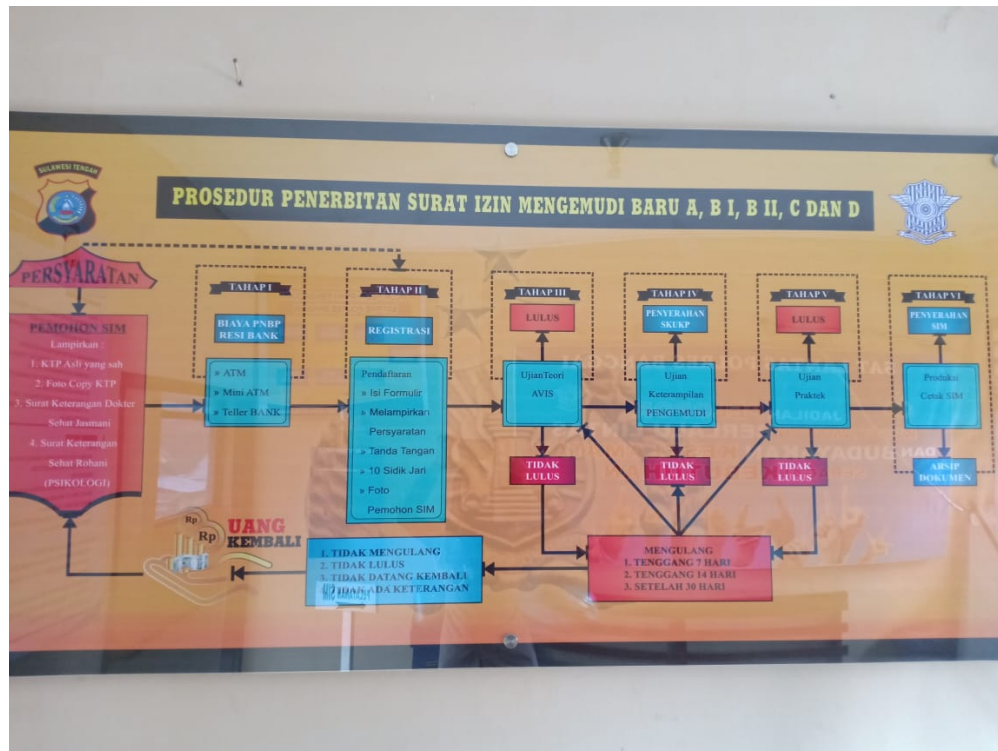 SULAWESI TENGAH
PROSEDUR PENERBITAN SURAT IZIN MENGEMUDI BARU A, B I, B II, C DAN D
PERSYARATAN
PEMOHON SIM
Lampirkan :
1. KTP Asli yang sah
2. Foto Copy KTP
3. Surat Keterangan Dokter
Sehat Jasmani
4. Surat Keterangan
Sehat Rohani
(PSIKOLOGI)
TAHAP I
BIAYA PNBP
RESI BANK
» ATM
» Mini ATM
» Teller BANK
TAHAP II
REGISTRASI
Pendaftaran
» Isi Formulir
» Melampirkan
Persyaratan
» Tanda Tangan
» 10 Sidik Jari
» Foto
Pemohon SIM
TAHAP III
LULUS
UjianTeori
AVIS
TIDAK
LULUS
TAHAP IV
PENYERAHAN
SKUKP
Ujian
Keterampilan
PENGEMUDI
TIDAK
LULUS
TAHAP V
LULUS
Ujian
Praktek
TIDAK
LULUS
TAHAP VI
PENYERAHAN
SIM
Produksi
Cetak SIM
ARSIP
DOKUMEN
MENGULANG
1. TENGGANG 7 HARI
2. TENGGANG 14 HARI
3. SETELAH 30 HARI
1. TIDAK MENGULANG
2. TIDAK LULUS
3. TIDAK DATANG KEMBALI
4. TIDAK ADA KETERANGAN
Rp
Rp
UANG
KEMBALI